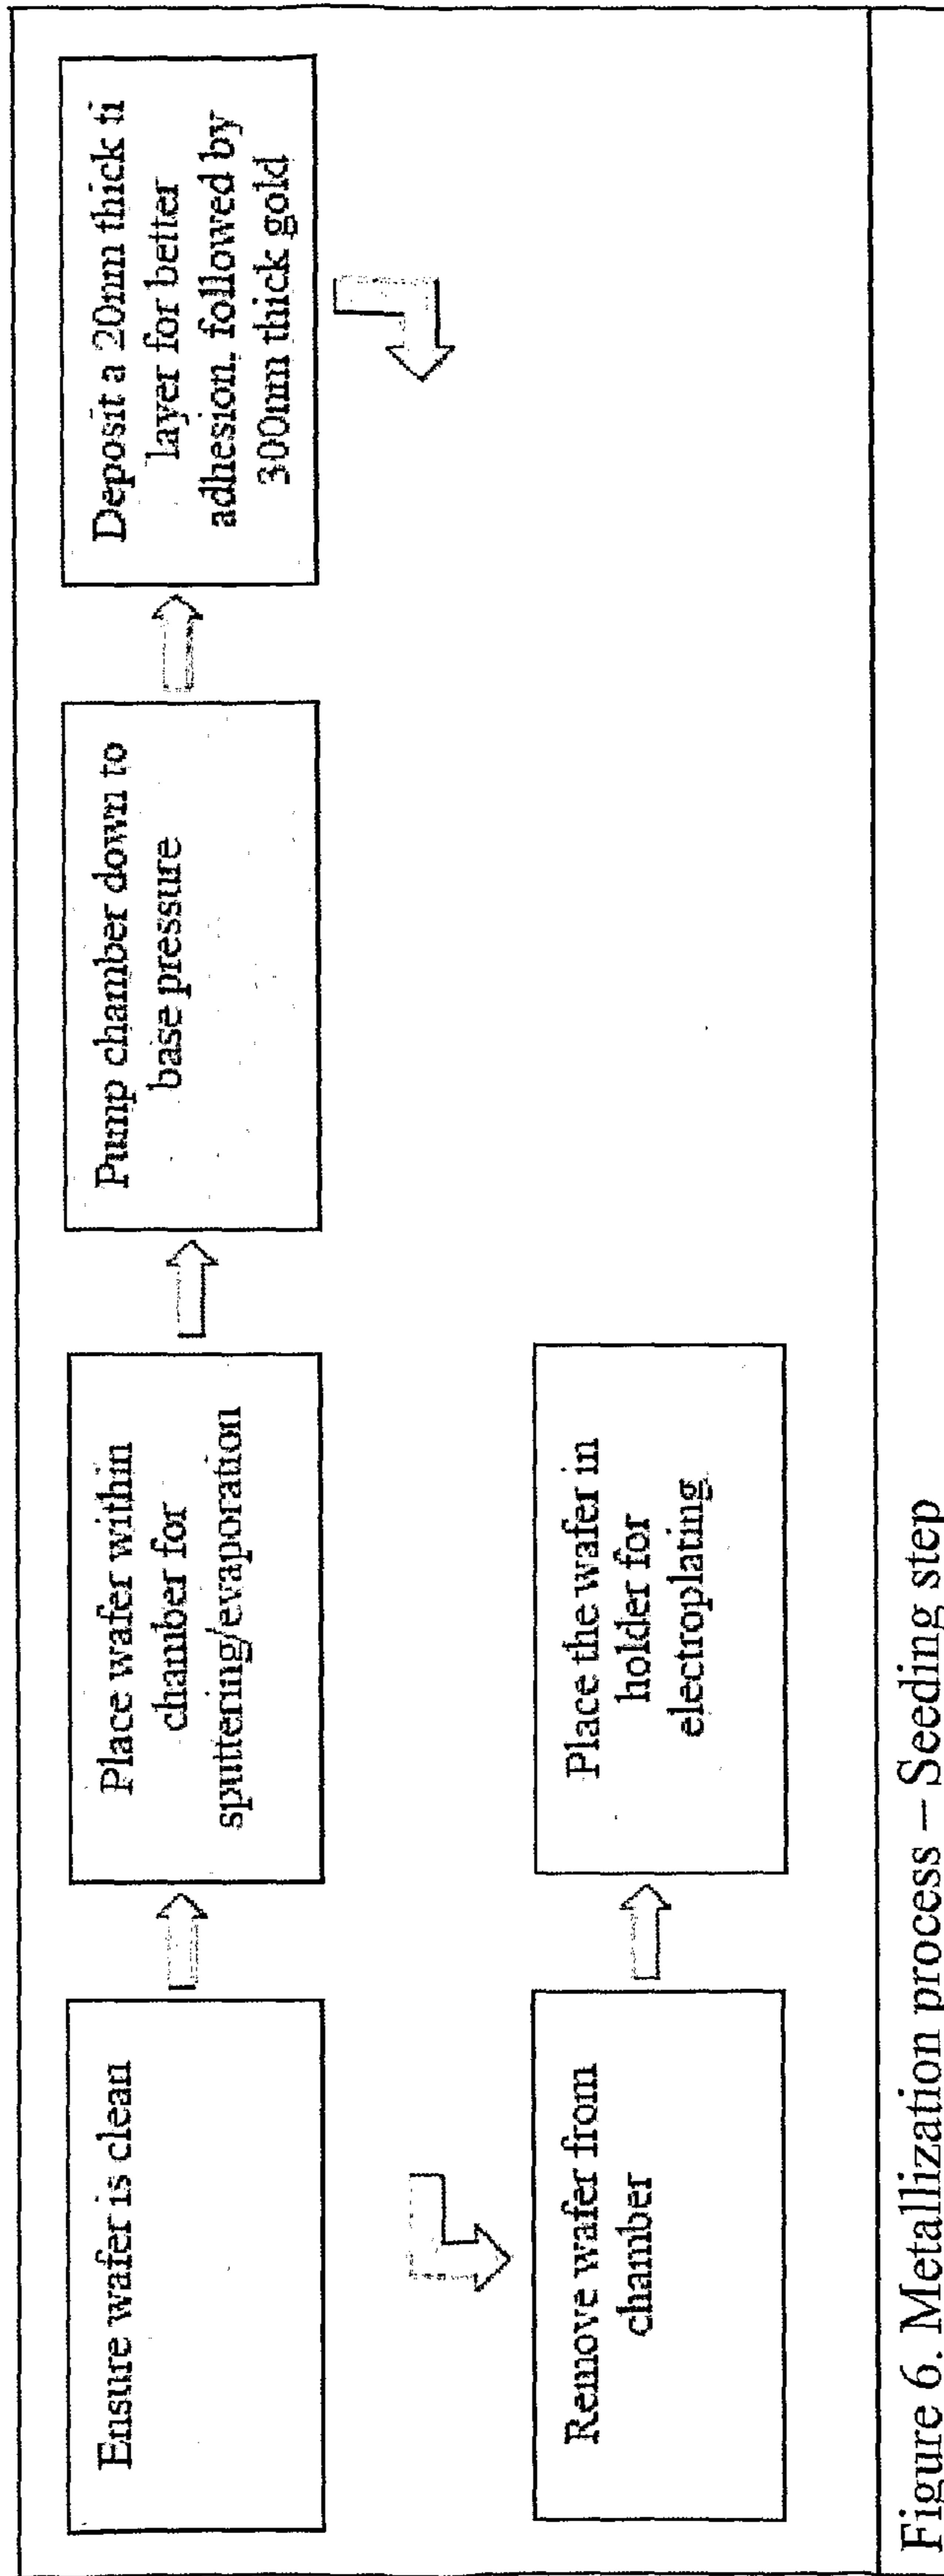 Ensure wafer is clean
Place wafer within
chamber for
sputtering/evaporation
Pump chamber down to
base pressure
Deposit a 20nm thick ti
layer for better
adhesion, followed by
300nm thick gold
Remove wafer from
chamber
Place the wafer in
holder for
electroplating
Figure 6. Metallization process – Seeding step